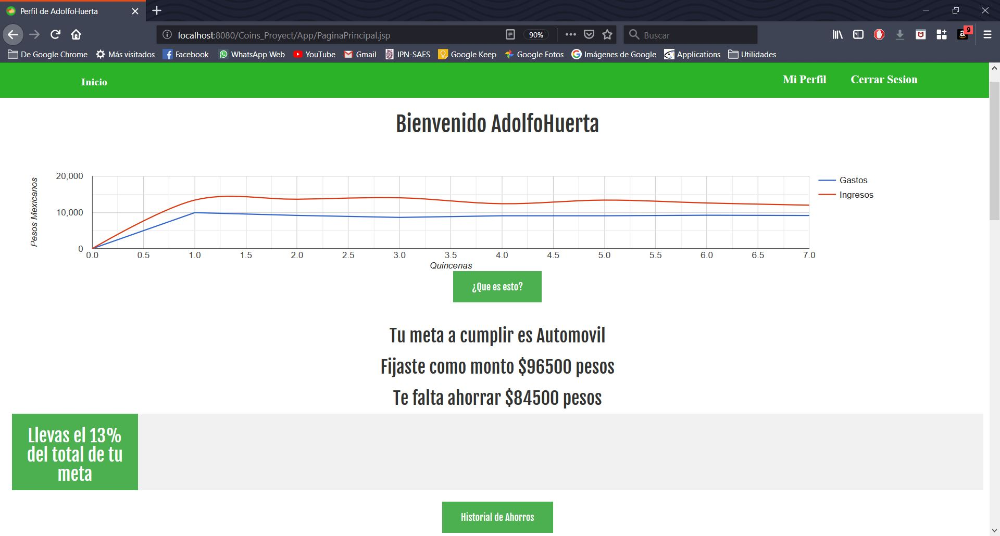 Perfil de AdolfoHuerta
localhost:8080/Coins_Proyect/App/PaginaPrincipal.jsp 90% Buscar 9
De Google Chrome Más visitados Facebook WhatsApp Web YouTube Gmail IPN-SAES Google Keep Google Fotos Imágenes de Google Applications Utilidades
Inicio Mi Perfil Cerrar Sesion
Bienvenido AdolfoHuerta
Pesos Mexicanos
20,000
10,000
0
0.0 0.5 1.0 1.5 2.0 2.5 3.0 3.5 4.0 4.5 5.0 5.5 6.0 6.5 7.0
Quincenas
Gastos
Ingresos
¿Que es esto?
Tu meta a cumplir es Automovil
Fijaste como monto $96500 pesos
Te falta ahorrar $84500 pesos
Llevas el 13%
del total de tu
meta
Historial de Ahorros